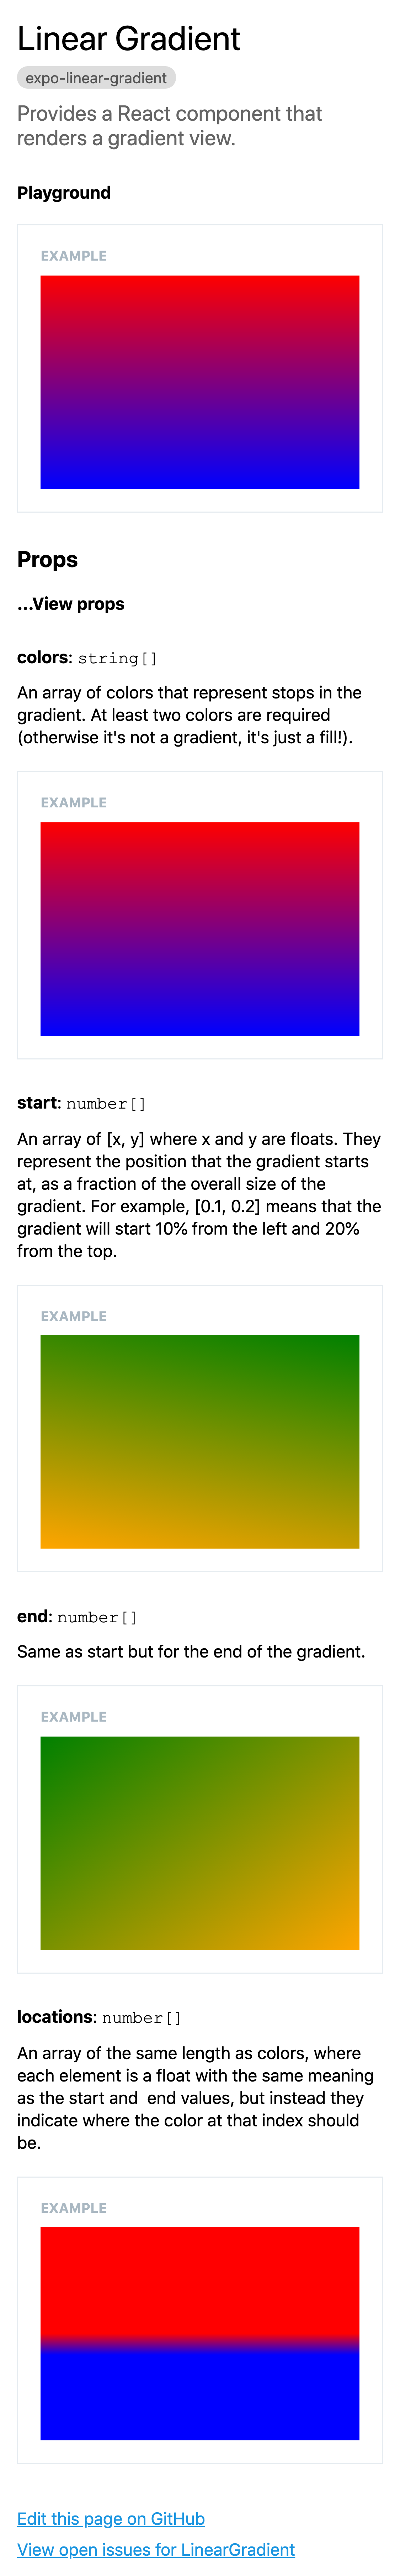 Linear Gradient
expo-linear-gradient
Provides a React component that
renders a gradient view.
Playground
EXAMPLE
Props
...View props
colors: string[]
An array of colors that represent stops in the
gradient. At least two colors are required
(otherwise it's not a gradient, it's just a fill!).
EXAMPLE
start: number[]
An array of [x, y] where x and y are floats. They
represent the position that the gradient starts
at, as a fraction of the overall size of the
gradient. For example, [0.1, 0.2] means that the
gradient will start 10% from the left and 20%
from the top.
EXAMPLE
end: number[]
Same as start but for the end of the gradient.
EXAMPLE
locations: number[]
An array of the same length as colors, where
each element is a float with the same meaning
as the start and  end values, but instead they
indicate where the color at that index should
be.
EXAMPLE
Edit this page on GitHub
View open issues for LinearGradient